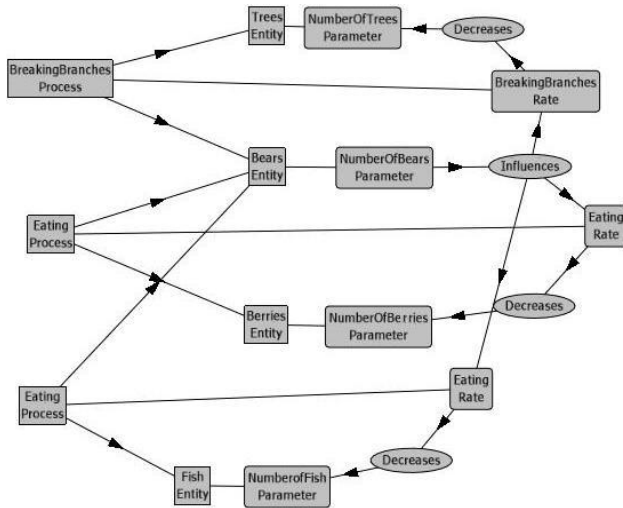 Trees
Entity
NumberOfTrees
Parameter
Decreases
BreakingBranches
Process
BreakingBranches
Rate
Bears
Entity
NumberOfBears
Parameter
Influences
Eating
Process
Eating
Rate
Berries
Entity
NumberOfBerries
Parameter
Decreases
Eating
Process
Eating
Rate
Decreases
Fish
Entity
NumberofFish
Parameter